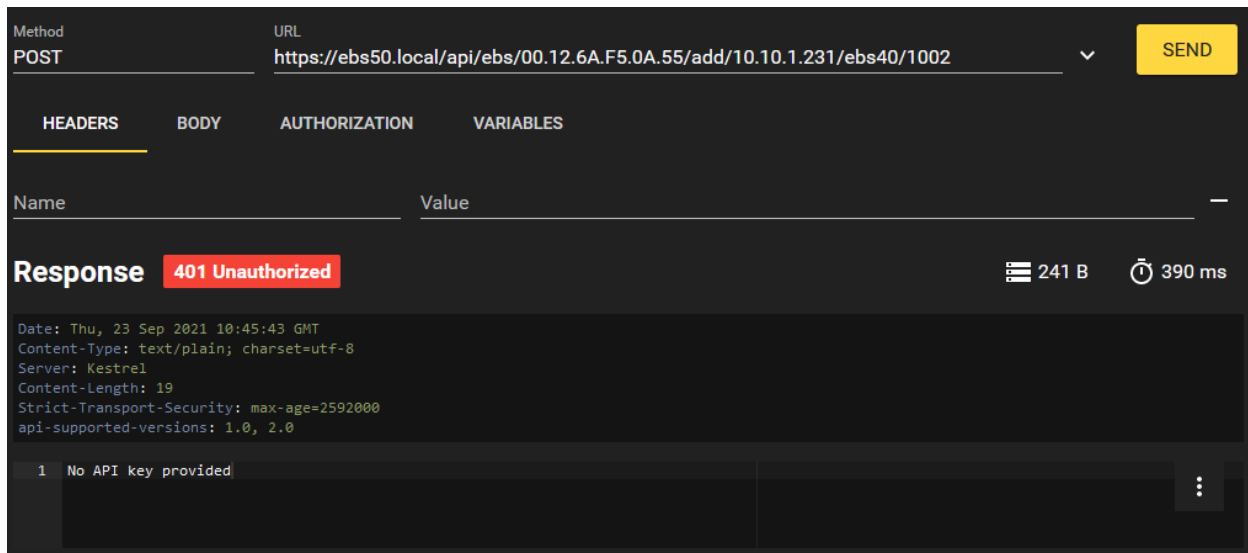 Method URL
POST https://ebs50.local/api/ebs/00.12.6A.F5.0A.55/add/10.10.1.231/ebs40/1002 SEND
HEADERS BODY AUTHORIZATION VARIABLES
Name Value
Response 401 Unauthorized 241 B 390 ms
Date: Thu, 23 Sep 2021 10:45:43 GMT
Content-Type: text/plain; charset=utf-8
Server: Kestrel
Content-Length: 19
Strict-Transport-Security: max-age=2592000
api-supported-versions: 1.0, 2.0
1 No API key provided